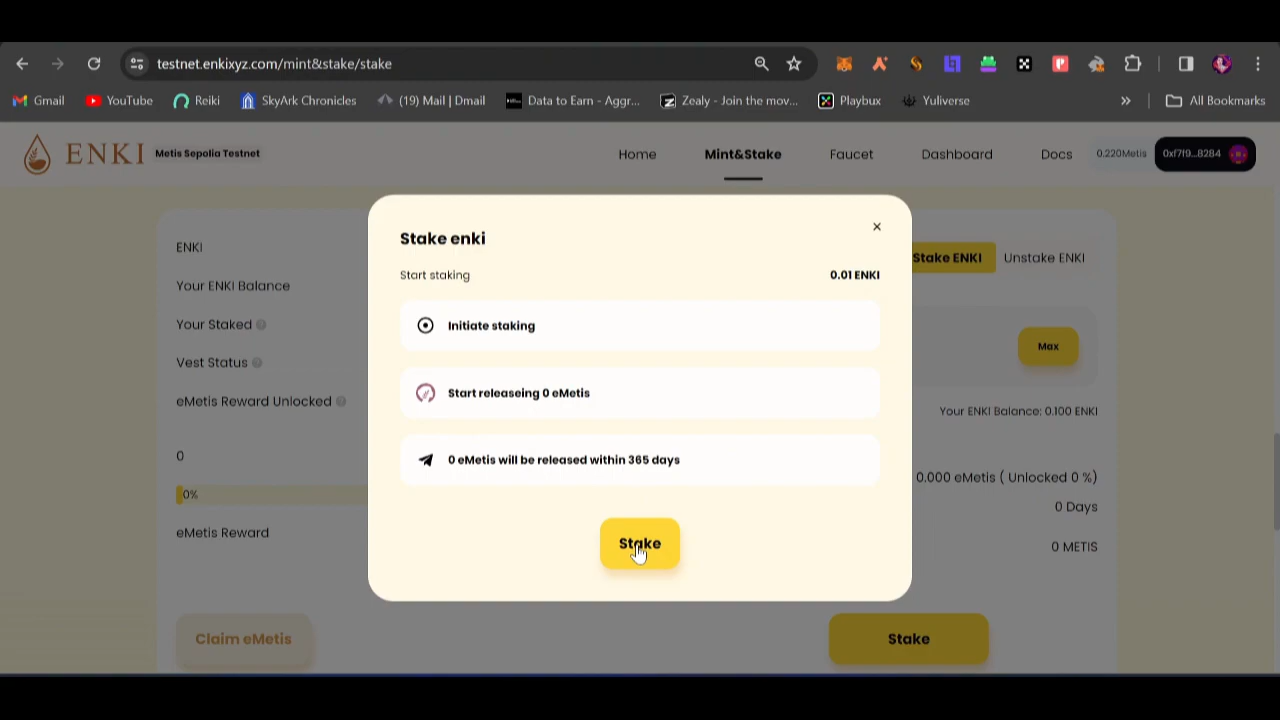 testnet.enkixyz.com/mint&stake/stake
Gmail YouTube Reiki SkyArk Chronicles (19) Mail | Dmail Data to Earn - Aggr... Zealy - Join the mov... Playbux Yuliverse » All Bookmarks
ENKI Metis Sepolia Testnet Home Mint&Stake Faucet Dashboard Docs 0.220Metis 0xf7f9...8284
Stake enki ×
Start staking 0.01 ENKI
Initiate staking
Start releaseing 0 eMetis
0 eMetis will be released within 365 days
Stake
ENKI
Your ENKI Balance
Your Staked
Vest Status
eMetis Reward Unlocked
0
0%
eMetis Reward
Claim eMetis
Stake ENKI Unstake ENKI
Max
Your ENKI Balance: 0.100 ENKI
0.000 eMetis ( Unlocked 0 %)
0 Days
0 METIS
Stake